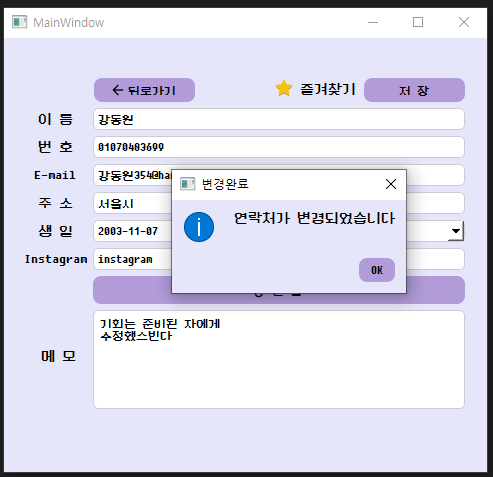 MainWindow
← 뒤로가기
즐겨찾기
저 장
이 름
강동원
번 호
01070483699
E-mail
강동원354@han
주 소
서울시
생 일
2003-11-07
Instagram
instagram
변경완료
연락처가 변경되었습니다
OK
메 모
기회는 준비된 자에게
수정했스빈다